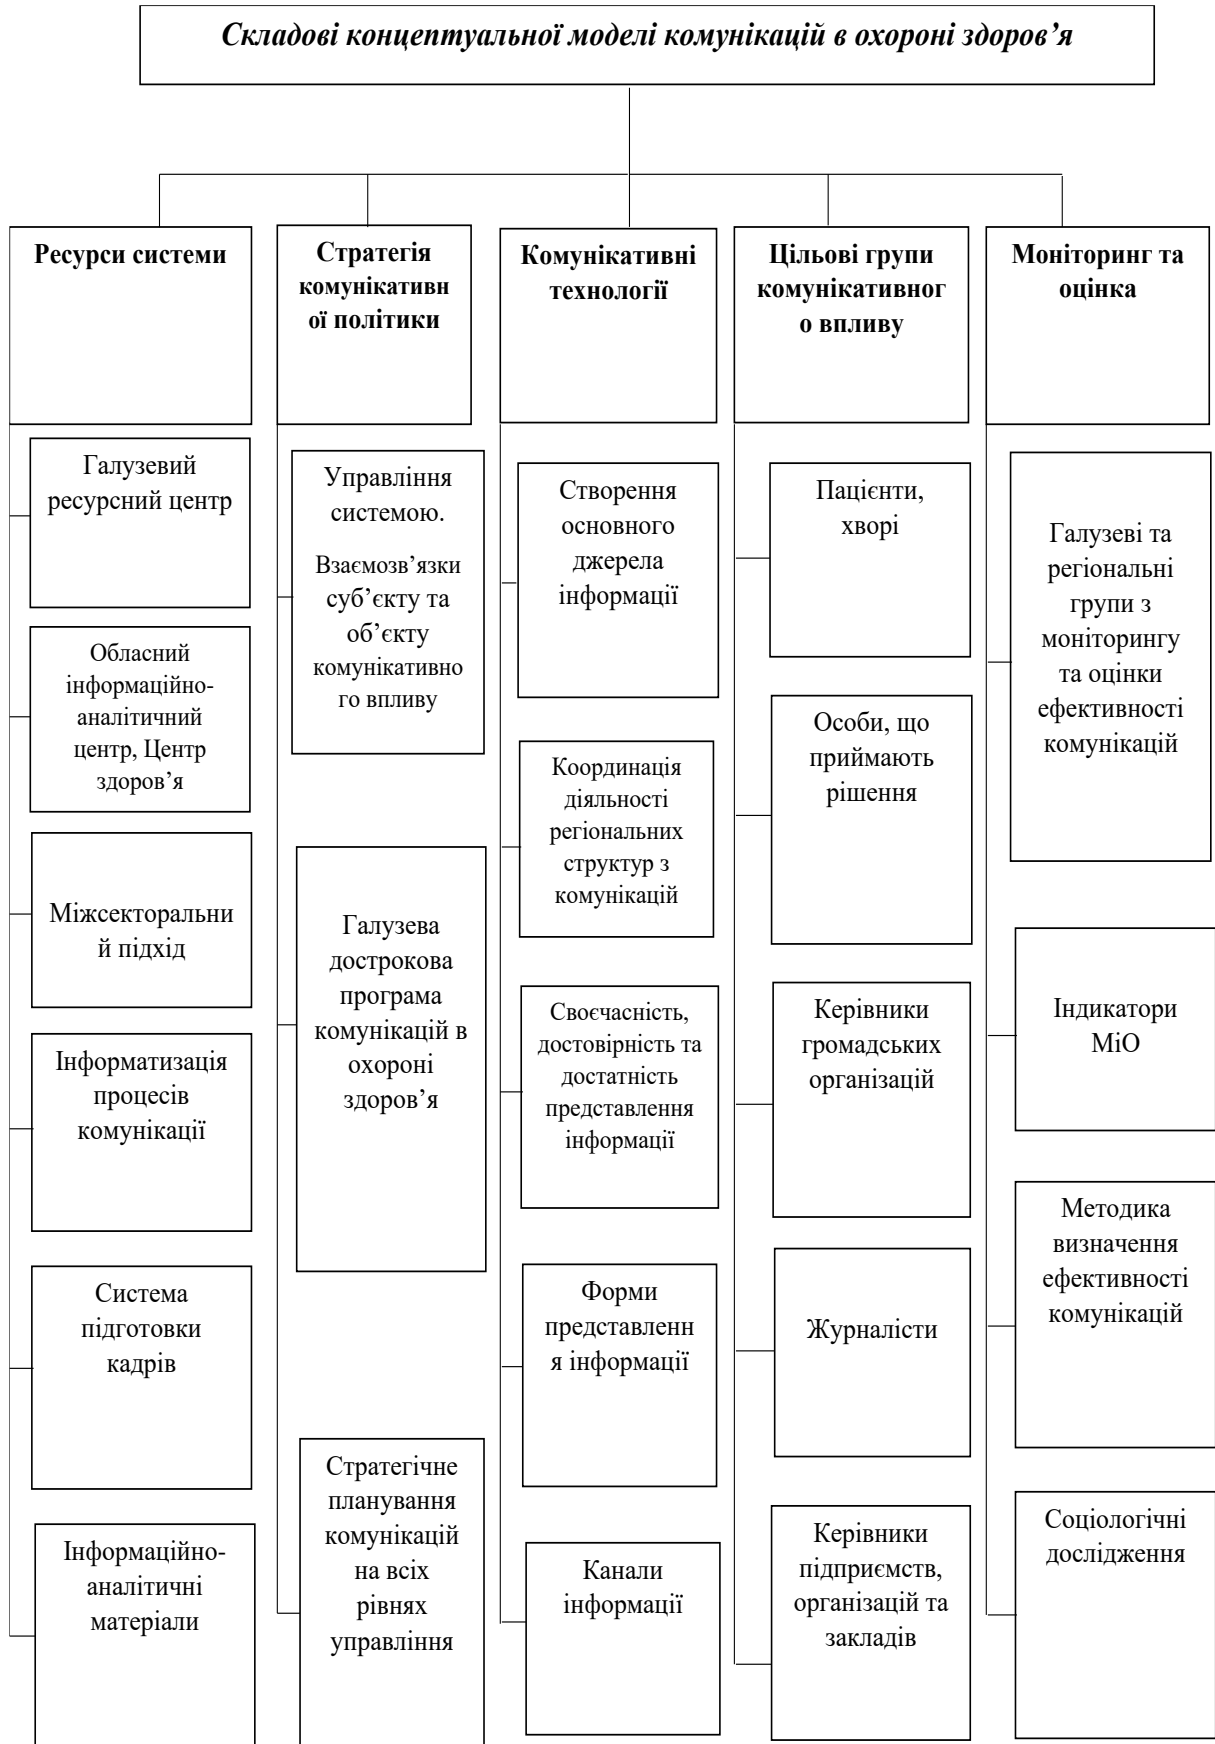 Складові концептуальної моделі комунікацій в охороні здоров’я
Ресурси системи
Галузевий
ресурсний центр
Обласний
інформаційно-
аналітичний
центр, Центр
здоров’я
Міжсекторальни
й підхід
Інформатизація
процесів
комунікації
Система
підготовки
кадрів
Інформаційно-
аналітичні
матеріали
Стратегія
комунікативн
ої політики
Управління
системою.
Взаємозв’язки
суб’єкту та
об’єкту
комунікативно
го впливу
Галузева
дострокова
програма
комунікацій в
охороні
здоров’я
Стратегічне
планування
комунікацій
на всіх
рівнях
управління
Комунікативні
технології
Створення
основного
джерела
інформації
Координація
діяльності
регіональних
структур з
комунікацій
Своєчасність,
достовірність та
достатність
представлення
інформації
Форми
представленн
я інформації
Канали
інформації
Цільові групи
комунікативног
о впливу
Пацієнти,
хворі
Особи, що
приймають
рішення
Керівники
громадських
організацій
Журналісти
Керівники
підприємств,
організацій та
закладів
Моніторинг та
оцінка
Галузеві та
регіональні
групи з
моніторингу
та оцінки
ефективності
комунікацій
Індикатори
МіО
Методика
визначення
ефективності
комунікацій
Соціологічні
дослідження